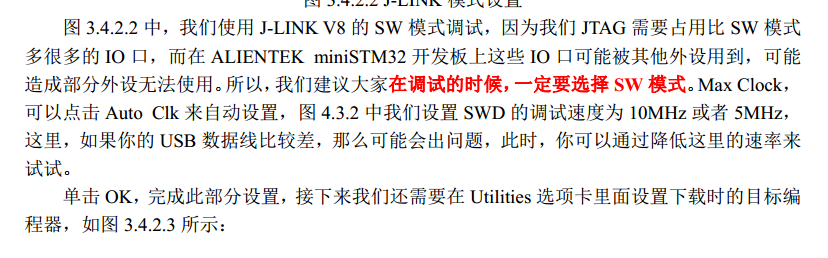 图 3.4.2.2 J-LINK 模式设置
图 3.4.2.2 中，我们使用 J-LINK V8 的 SW 模式调试，因为我们 JTAG 需要占用比 SW 模式
多很多的 IO 口，而在 ALIENTEK miniSTM32 开发板上这些 IO 口可能被其他外设用到，可能
造成部分外设无法使用。所以，我们建议大家在调试的时候，一定要选择 SW 模式。Max Clock，
可以点击 Auto Clk 来自动设置，图 4.3.2 中我们设置 SWD 的调试速度为 10MHz 或者 5MHz，
这里，如果你的 USB 数据线比较差，那么可能会出问题，此时，你可以通过降低这里的速率来
试试。
单击 OK，完成此部分设置，接下来我们还需要在 Utilities 选项卡里面设置下载时的目标编
程器，如图 3.4.2.3 所示：